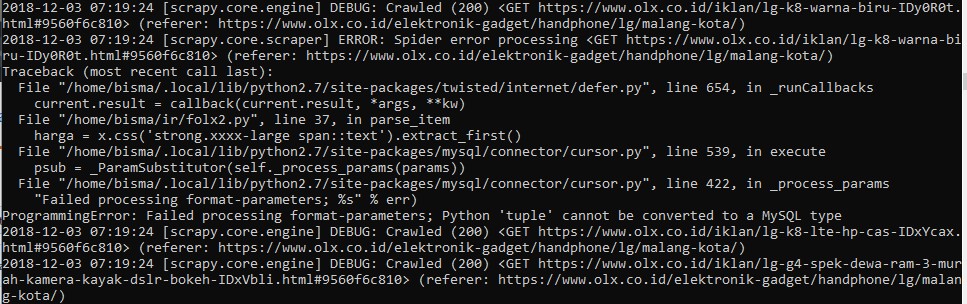 2018-12-03 07:19:24 [scrapy.core.engine] DEBUG: Crawled (200) <GET https://www.olx.co.id/iklan/lg-k8-warna-biru-IDy0R0t.
html#9560f6c810> (referer: https://www.olx.co.id/elektronik-gadget/handphone/lg/malang-kota/)
2018-12-03 07:19:24 [scrapy.core.scraper] ERROR: Spider error processing <GET https://www.olx.co.id/iklan/lg-k8-warna-bi
ru-IDy0R0t.html#9560f6c810> (referer: https://www.olx.co.id/elektronik-gadget/handphone/lg/malang-kota/)
Traceback (most recent call last):
  File "/home/bisma/.local/lib/python2.7/site-packages/twisted/internet/defer.py", line 654, in _runCallbacks
    current.result = callback(current.result, *args, **kw)
  File "/home/bisma/ir/folx2.py", line 37, in parse_item
    harga = x.css('strong.xxxx-large span::text').extract_first()
  File "/home/bisma/.local/lib/python2.7/site-packages/mysql/connector/cursor.py", line 539, in execute
    psub = _ParamSubstitutor(self._process_params(params))
  File "/home/bisma/.local/lib/python2.7/site-packages/mysql/connector/cursor.py", line 422, in _process_params
    "Failed processing format-parameters; %s" % err)
ProgrammingError: Failed processing format-parameters; Python 'tuple' cannot be converted to a MySQL type
2018-12-03 07:19:24 [scrapy.core.engine] DEBUG: Crawled (200) <GET https://www.olx.co.id/iklan/lg-k8-lte-hp-cas-IDxYcax.
html#9560f6c810> (referer: https://www.olx.co.id/elektronik-gadget/handphone/lg/malang-kota/)
2018-12-03 07:19:24 [scrapy.core.engine] DEBUG: Crawled (200) <GET https://www.olx.co.id/iklan/lg-g4-spek-dewa-ram-3-mur
ah-kamera-kayak-dslr-bokeh-IDxVbli.html#9560f6c810> (referer: https://www.olx.co.id/elektronik-gadget/handphone/lg/malan
g-kota/)